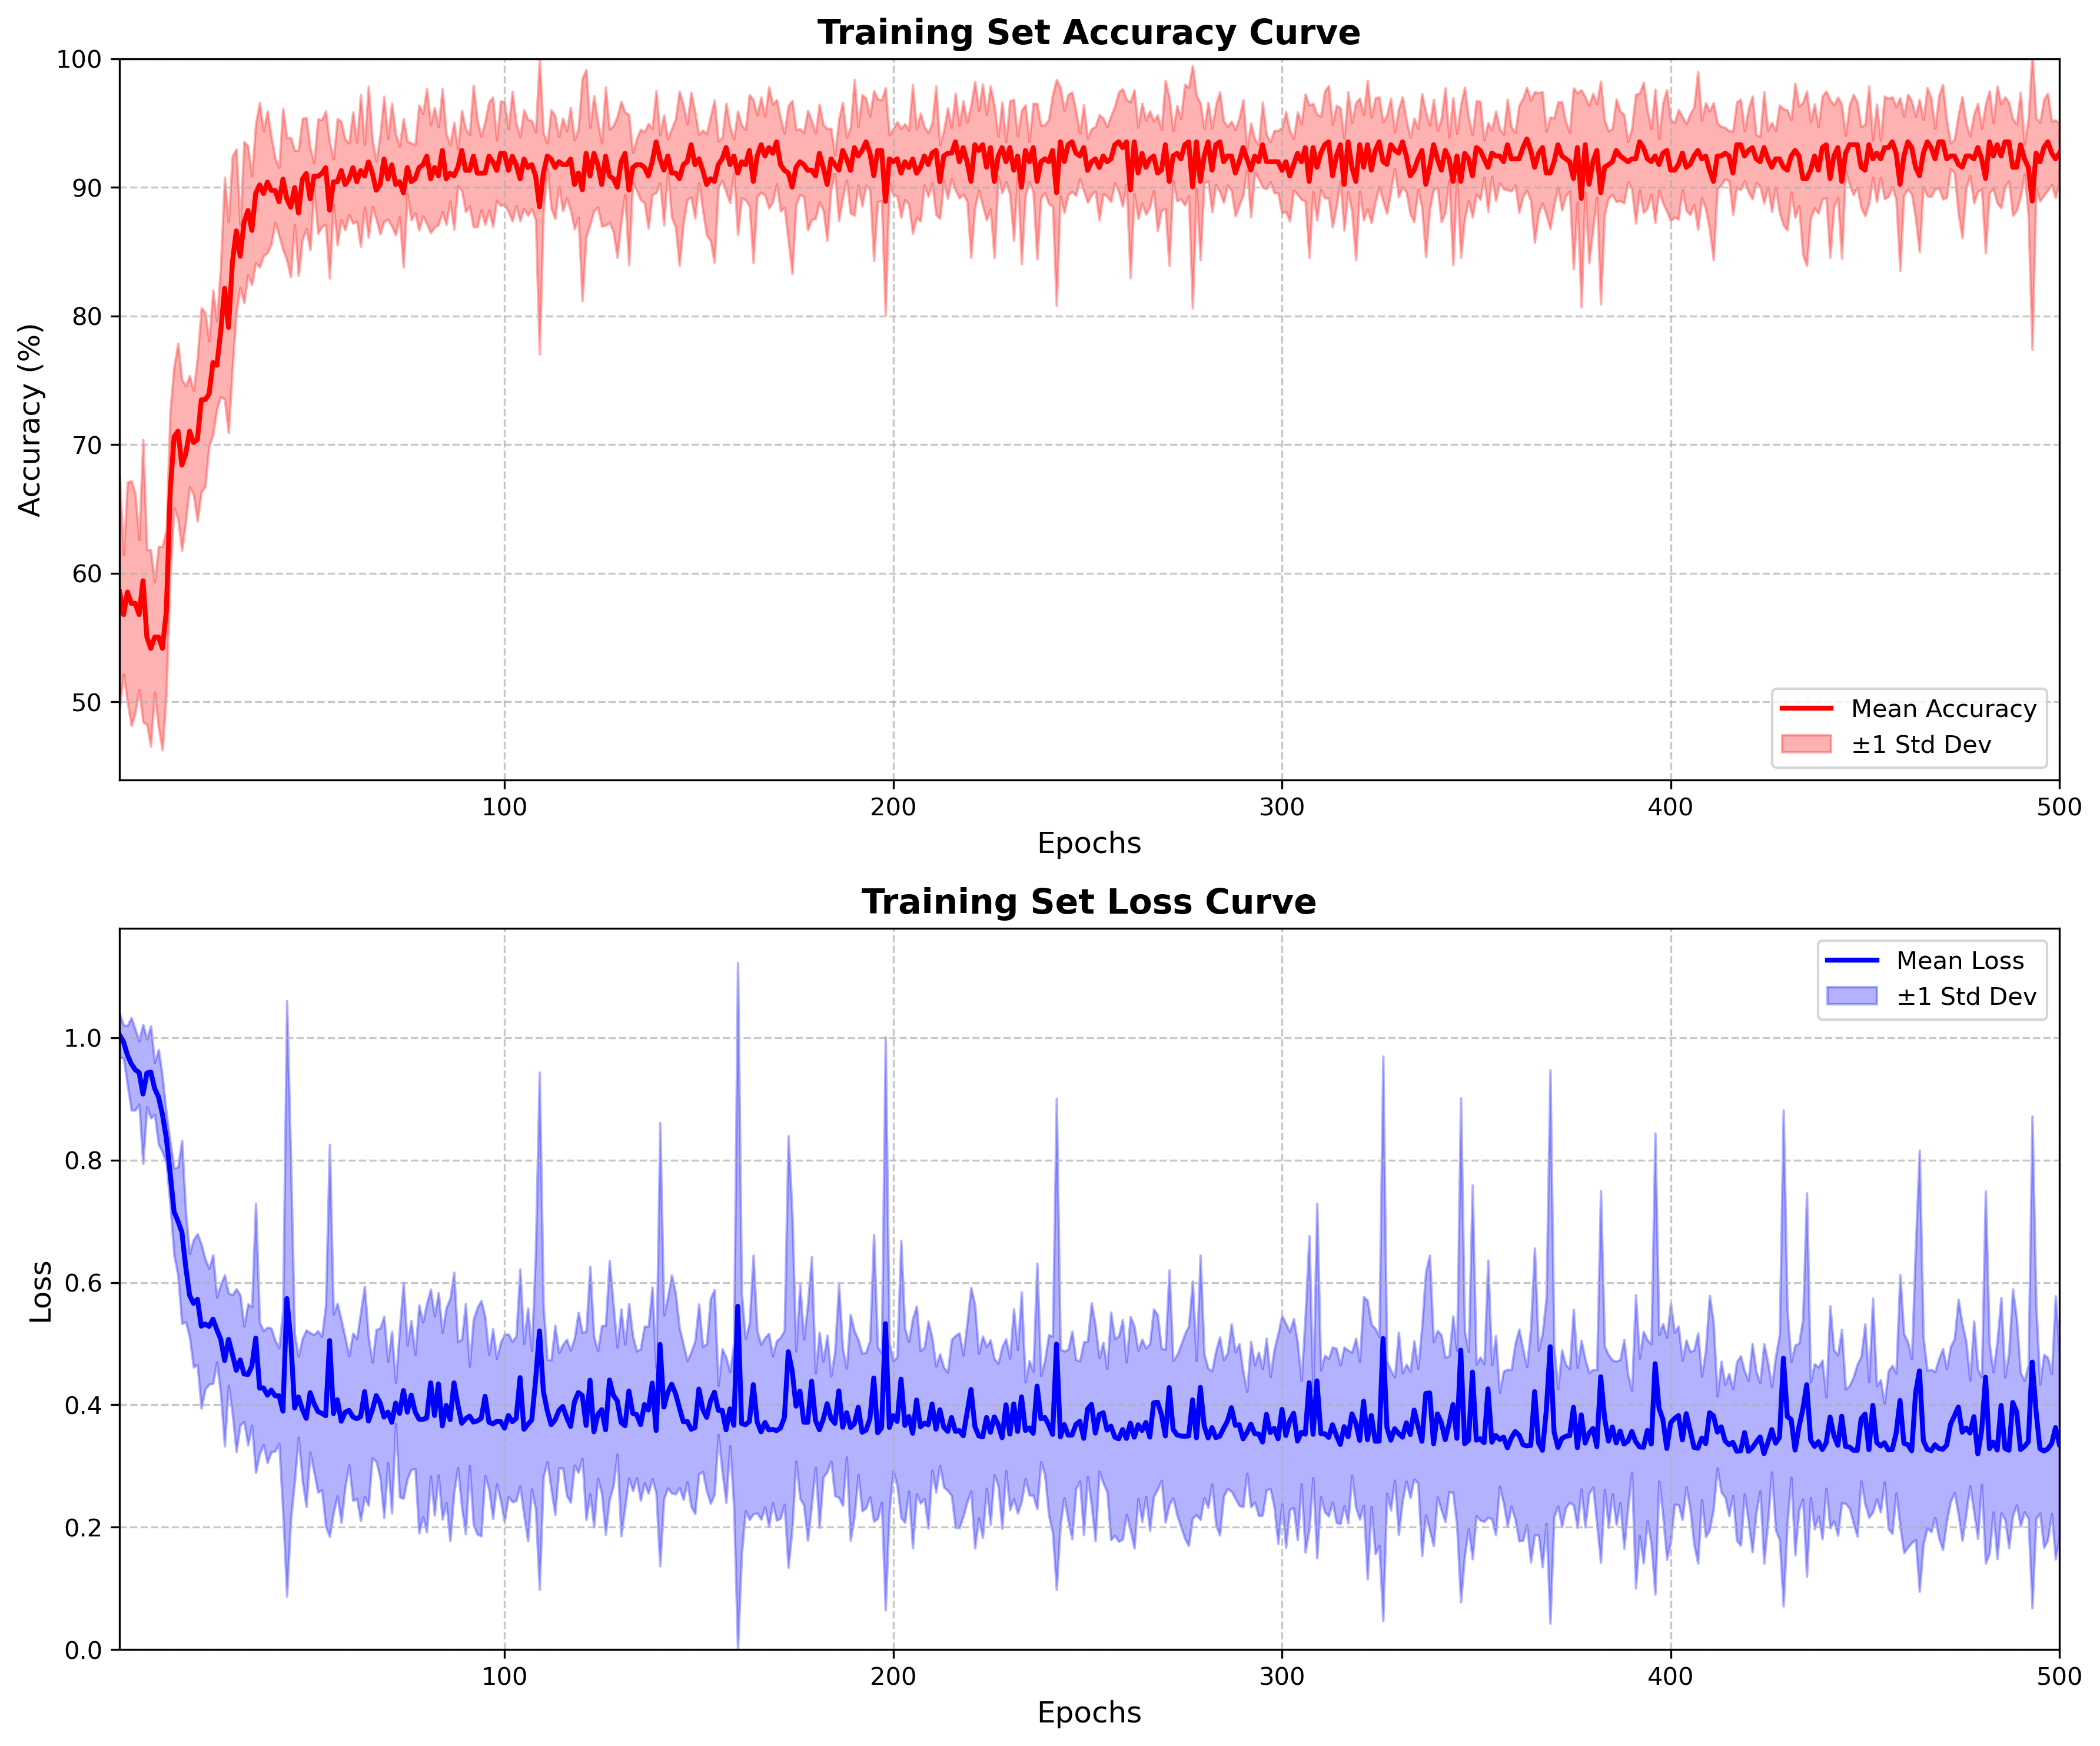 Training Set Accuracy Curve
100
90
80
70
60
50
Accuracy (%)
Mean Accuracy
±1 Std Dev
100
200
300
400
500
Epochs
Training Set Loss Curve
1.0
0.8
0.6
0.4
0.2
0.0
Loss
Mean Loss
±1 Std Dev
100
200
300
400
500
Epochs